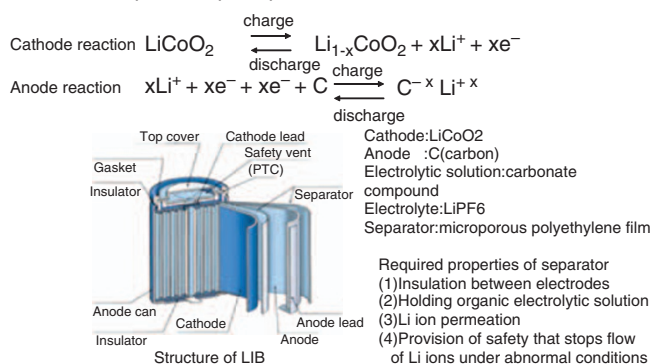 charge
Cathode reaction LiCoO₂ ⇄ Li₁₋ₓCoO₂ + xLi⁺ + xe⁻
discharge
charge
Anode reaction xLi⁺ + xe⁻ + xe⁻ + C ⇄ C⁻ˣ Li⁺ˣ
discharge
Top cover
Cathode lead
Safety vent
(PTC)
Gasket
Insulator
Separator
Anode can
Cathode
Anode lead
Insulator
Anode
Structure of LIB
Cathode:LiCoO2
Anode :C(carbon)
Electrolytic solution:carbonate
compound
Electrolyte:LiPF6
Separator:microporous polyethylene film
Required properties of separator
(1)Insulation between electrodes
(2)Holding organic electrolytic solution
(3)Li ion permeation
(4)Provision of safety that stops flow
of Li ions under abnormal conditions